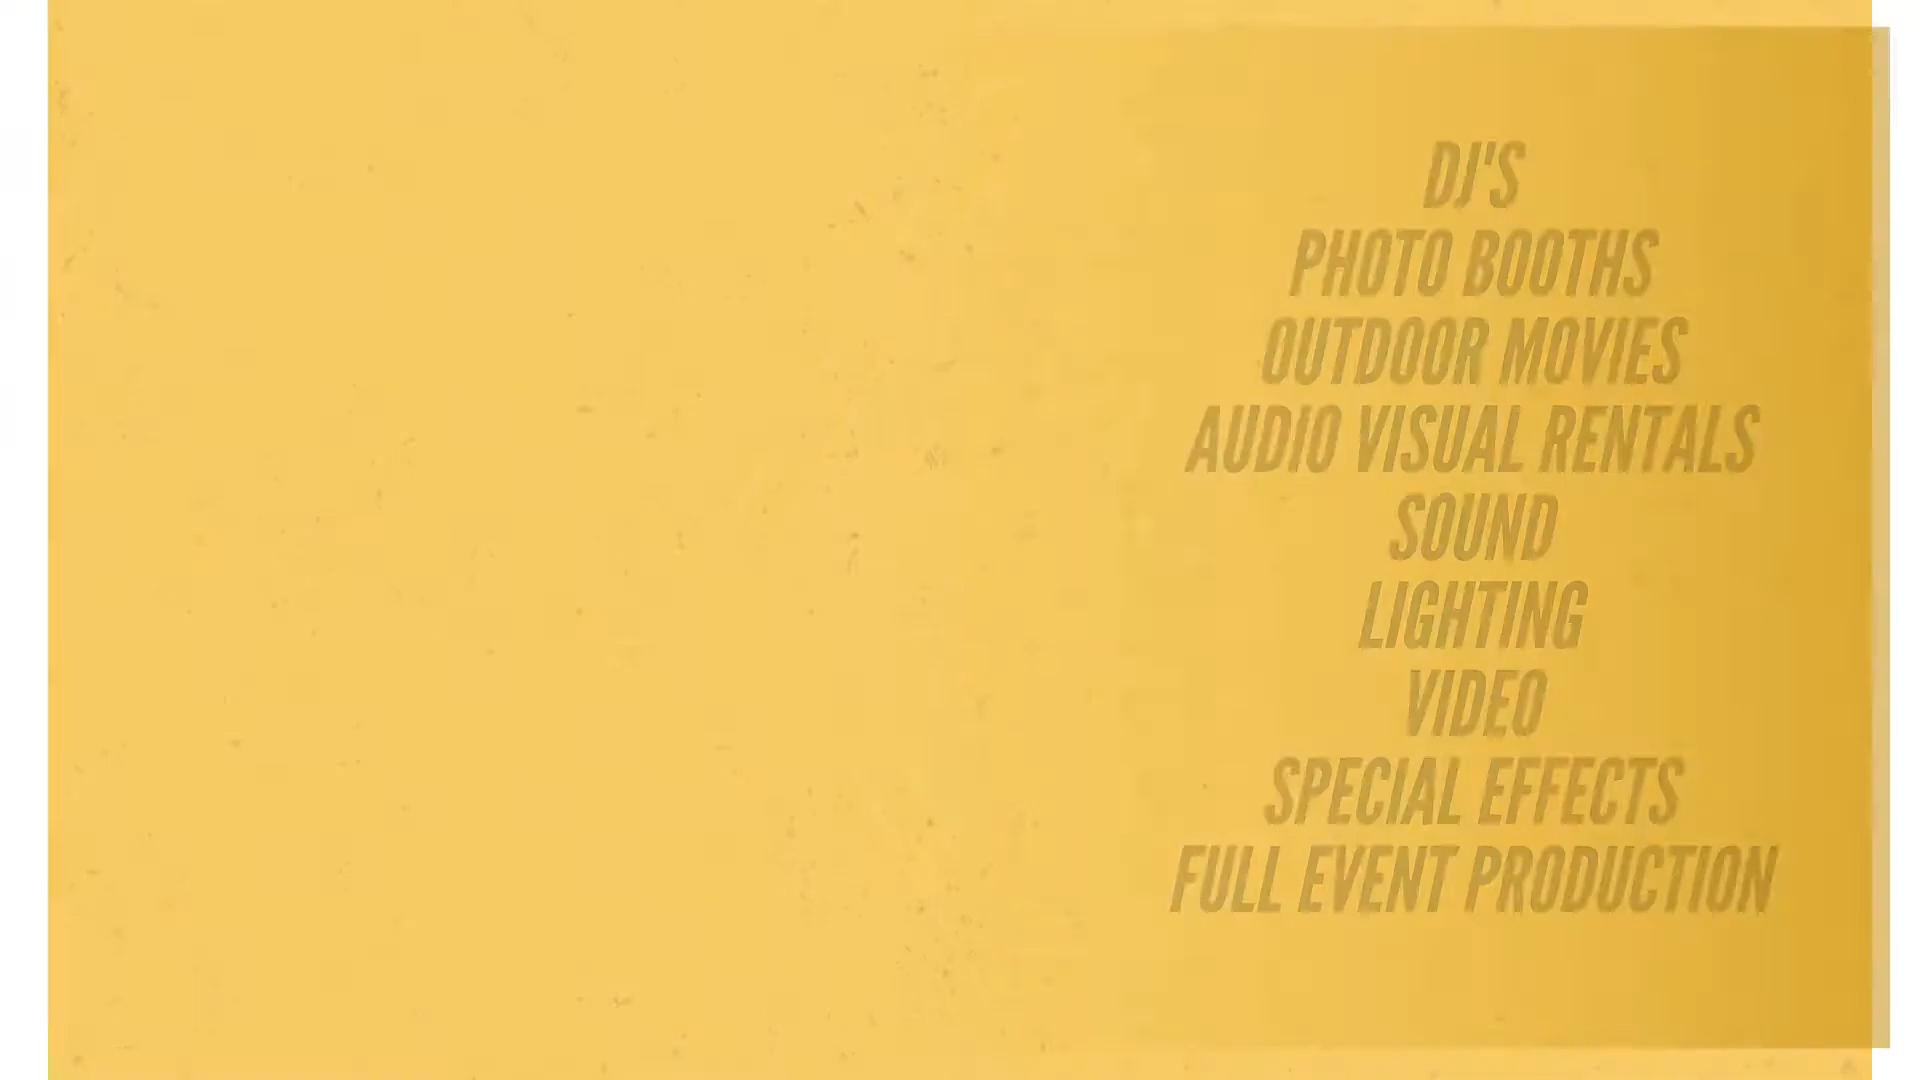 DJ'S
PHOTO BOOTHS
OUTDOOR MOVIES
AUDIO VISUAL RENTALS
SOUND
LIGHTING
VIDEO
SPECIAL EFFECTS
FULL EVENT PRODUCTION